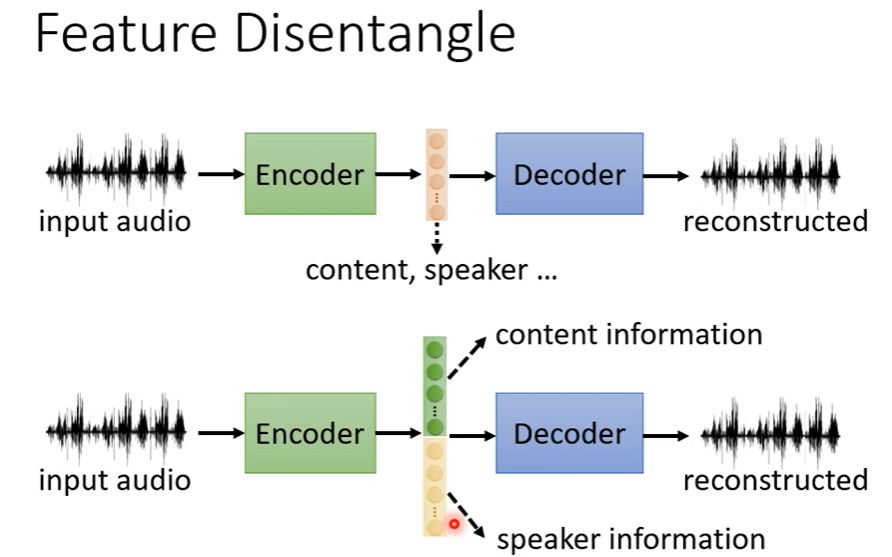 Feature Disentangle
Encoder
Decoder
input audio
reconstructed
content, speaker ...
content information
Encoder
Decoder
input audio
reconstructed
speaker information